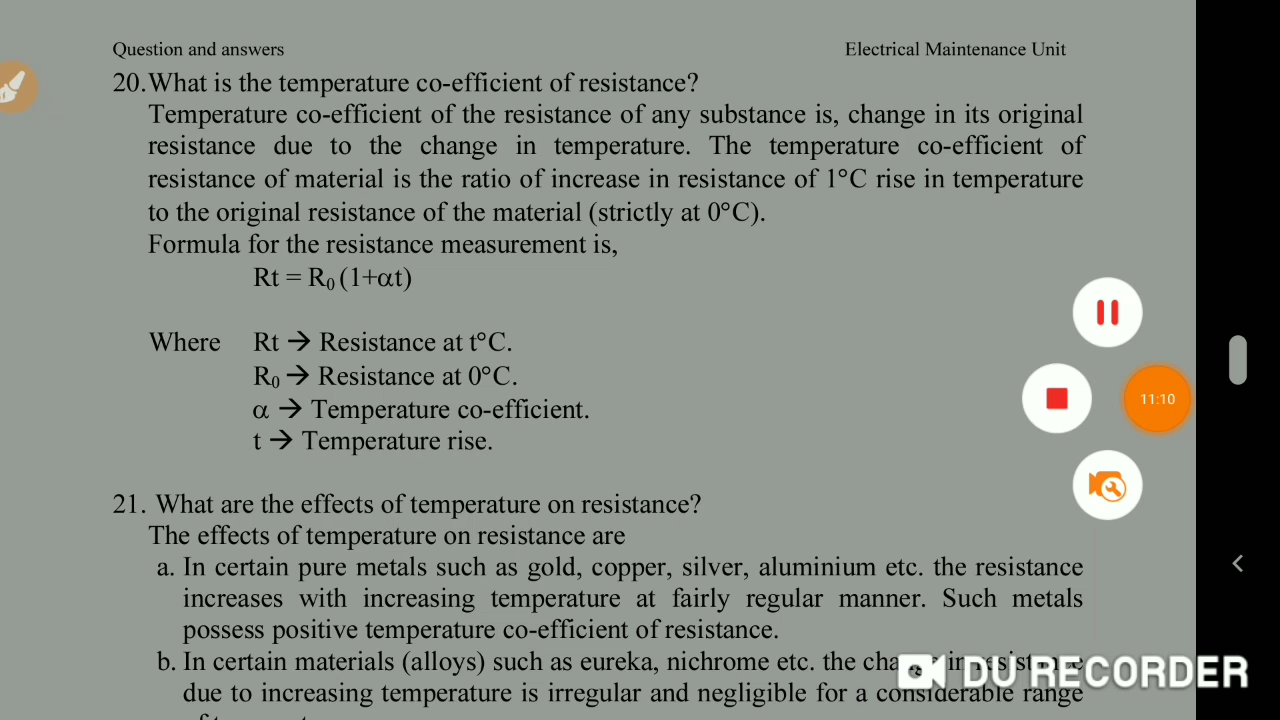 Question and answers
Electrical Maintenance Unit
20.What is the temperature co-efficient of resistance?
Temperature co-efficient of the resistance of any substance is, change in its original
resistance due to the change in temperature. The temperature co-efficient of
resistance of material is the ratio of increase in resistance of 1°C rise in temperature
to the original resistance of the material (strictly at 0°C).
Formula for the resistance measurement is,
Rt = R₀ (1+αt)
Where Rt → Resistance at t°C.
R₀ → Resistance at 0°C.
α → Temperature co-efficient.
t → Temperature rise.
11:10
21. What are the effects of temperature on resistance?
The effects of temperature on resistance are
a. In certain pure metals such as gold, copper, silver, aluminium etc. the resistance
increases with increasing temperature at fairly regular manner. Such metals
possess positive temperature co-efficient of resistance.
b. In certain materials (alloys) such as eureka, nichrome etc. the change in resistance
due to increasing temperature is irregular and negligible for a considerable range
DU RECORDER